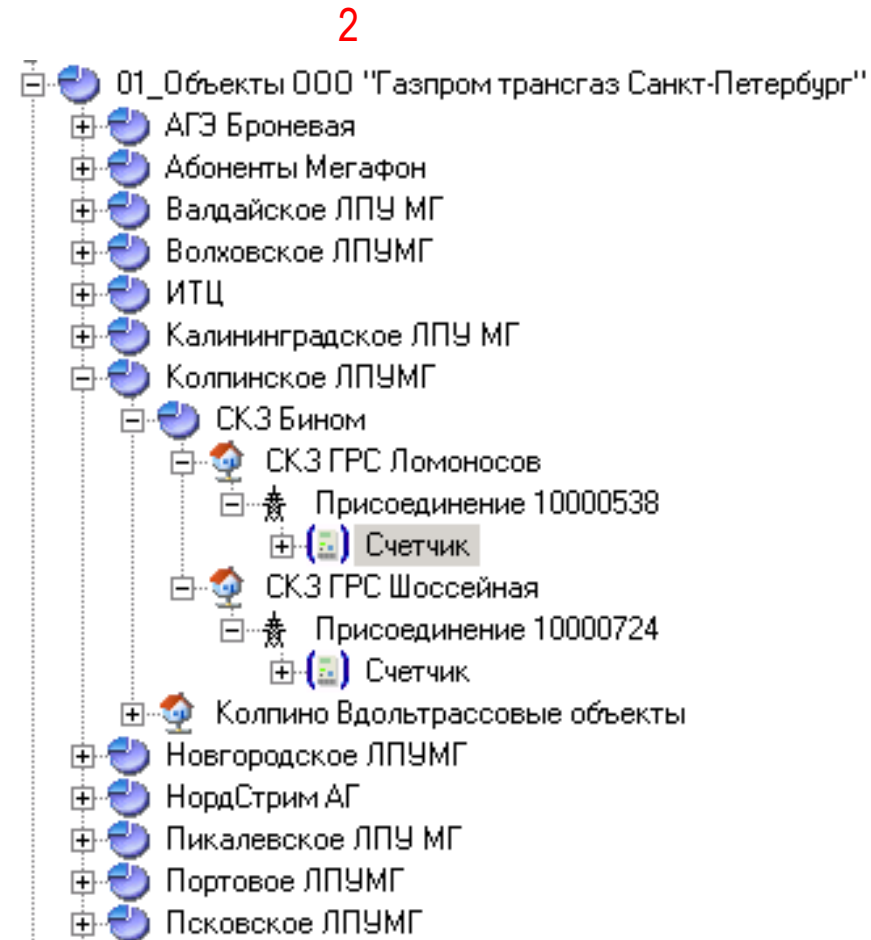 2
01_Объекты ООО "Газпром трансгаз Санкт-Петербург"
АГЭ Броневая
Абоненты Мегафон
Валдайское ЛПУ МГ
Волховское ЛПУМГ
ИТЦ
Калининградское ЛПУ МГ
Колпинское ЛПУМГ
СКЗ Бином
СКЗ ГРС Ломоносов
Присоединение 10000538
Счетчик
СКЗ ГРС Шоссейная
Присоединение 10000724
Счетчик
Колпино Вдольтрассовые объекты
Новгородское ЛПУМГ
НордСтрим АГ
Пикалевское ЛПУ МГ
Портовое ЛПУМГ
Псковское ЛПУМГ